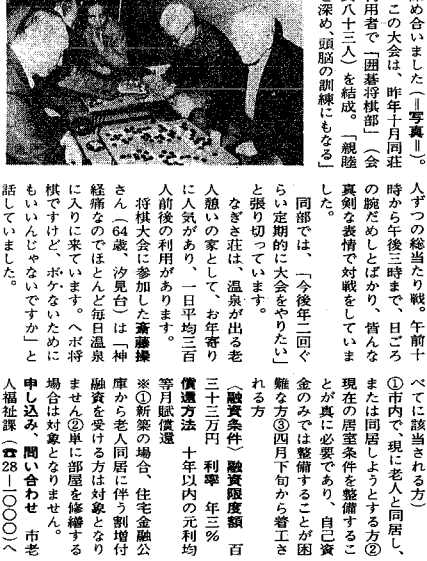 め合いました（＝写真＝）。
この大会は、昨年十月同荘
用者で「囲碁将棋部」（会
八十三人）を結成。「親睦
深め、頭脳の訓練にもなる」
人ずつの総当たり戦。午前十
時から午後三時まで、日ごろ
の腕だめしとばかり、皆んな
真剣な表情で対戦をしていま
した。
同部では、「今後年二回ぐ
らい定期的に大会をやりたい」
と張り切っています。
なぎさ荘は、温泉が出る老
人憩いの家として、お年寄り
に人気があり、一日平均三百
人前後の利用があります。
将棋大会に参加した斎藤操
さん（64歳、汐見台）は「神
経痛なのでほとんど毎日温泉
に入りに来ています。ヘボ将
棋ですけど、ボケないために
もいいんじゃないですか」と
話していました。
べてに該当される方）
①市内で、現に老人と同居し、
または同居しようとする方②
現在の居室条件を整備するこ
とが真に必要であり、自己資
金のみでは整備することが困
難な方③四月下旬から着工さ
れる方
〈融資条件〉融資限度額　百
三十三万円　利率　年三％
償還方法　十年以内の元利均
等月賦償還
※①新築の場合、住宅金融公
庫から老人同居に伴う割増付
融資を受ける方は対象となり
ません②単に部屋を修繕する
場合は対象となりません。
申し込み、問い合わせ　市老
人福祉課（☎28―一〇〇〇）へ